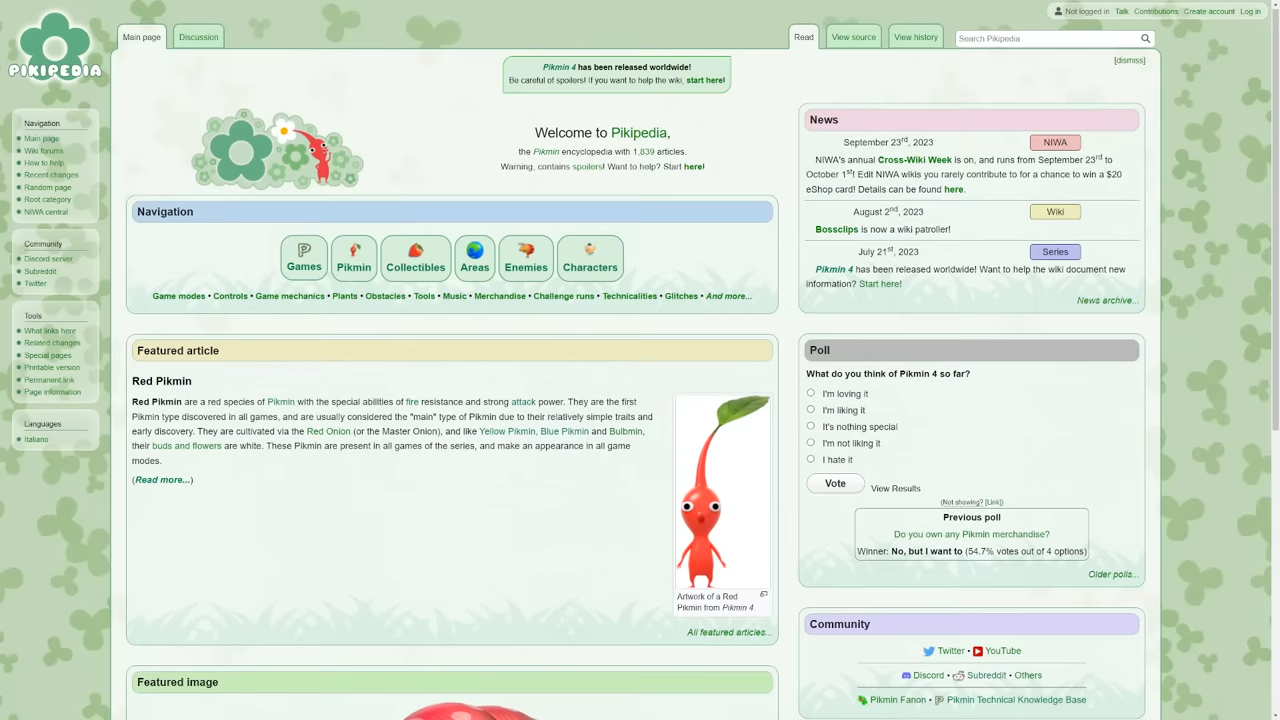 Not logged in Talk Contributions Create account Log in
PIKIPEDIA
Main page Discussion Read View source View history Search Pikipedia
[dismiss]
Pikmin 4 has been released worldwide!
Be careful of spoilers! If you want to help the wiki, start here!
Navigation
Main page
Wiki forums
How to help
Recent changes
Random page
Root category
NIWA central
Community
Discord server
Subreddit
Twitter
Tools
What links here
Related changes
Special pages
Printable version
Permanent link
Page information
Languages
Italiano
Welcome to Pikipedia,
the Pikmin encyclopedia with 1,839 articles.
Warning, contains spoilers! Want to help? Start here!
Navigation
Games Pikmin Collectibles Areas Enemies Characters
Game modes • Controls • Game mechanics • Plants • Obstacles • Tools • Music • Merchandise • Challenge runs • Technicalities • Glitches • And more...
Featured article
Red Pikmin
Red Pikmin are a red species of Pikmin with the special abilities of fire resistance and strong attack power. They are the first
Pikmin type discovered in all games, and are usually considered the "main" type of Pikmin due to their relatively simple traits and
early discovery. They are cultivated via the Red Onion (or the Master Onion), and like Yellow Pikmin, Blue Pikmin and Bulbmin,
their buds and flowers are white. These Pikmin are present in all games of the series, and make an appearance in all game
modes.
(Read more...)
Artwork of a Red
Pikmin from Pikmin 4.
All featured articles...
Featured image
News
September 23rd, 2023 NIWA
NIWA's annual Cross-Wiki Week is on, and runs from September 23rd to
October 1st! Edit NIWA wikis you rarely contribute to for a chance to win a $20
eShop card! Details can be found here.
August 2nd, 2023 Wiki
Bossclips is now a wiki patroller!
July 21st, 2023 Series
Pikmin 4 has been released worldwide! Want to help the wiki document new
information? Start here!
News archive...
Poll
What do you think of Pikmin 4 so far?
I'm loving it
I'm liking it
It's nothing special
I'm not liking it
I hate it
Vote View Results
(Not showing? [Link])
Previous poll
Do you own any Pikmin merchandise?
Winner: No, but I want to (54.7% votes out of 4 options)
Older polls...
Community
Twitter • YouTube
Discord • Subreddit • Others
Pikmin Fanon • Pikmin Technical Knowledge Base